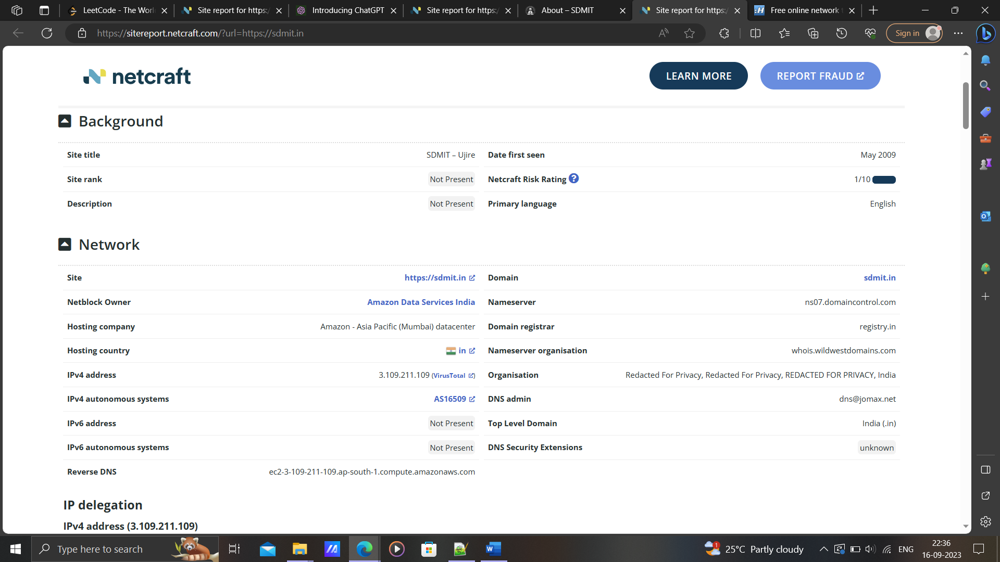 LeetCode - The Worl
Site report for https:/
Introducing ChatGPT
Site report for https:/
About – SDMIT
Site report for https:/
Free online network t
https://sitereport.netcraft.com/?url=https://sdmit.in
Sign in
netcraft
LEARN MORE
REPORT FRAUD
Background
Site title
SDMIT – Ujire
Date first seen
May 2009
Site rank
Not Present
Netcraft Risk Rating
1/10
Description
Not Present
Primary language
English
Network
Site
https://sdmit.in
Domain
sdmit.in
Netblock Owner
Amazon Data Services India
Nameserver
ns07.domaincontrol.com
Hosting company
Amazon - Asia Pacific (Mumbai) datacenter
Domain registrar
registry.in
Hosting country
in
Nameserver organisation
whois.wildwestdomains.com
IPv4 address
3.109.211.109 (VirusTotal )
Organisation
Redacted For Privacy, Redacted For Privacy, REDACTED FOR PRIVACY, India
IPv4 autonomous systems
AS16509
DNS admin
dns@jomax.net
IPv6 address
Not Present
Top Level Domain
India (.in)
IPv6 autonomous systems
Not Present
DNS Security Extensions
unknown
Reverse DNS
ec2-3-109-211-109.ap-south-1.compute.amazonaws.com
IP delegation
IPv4 address (3.109.211.109)
Type here to search
25°C Partly cloudy
ENG
22:36
16-09-2023